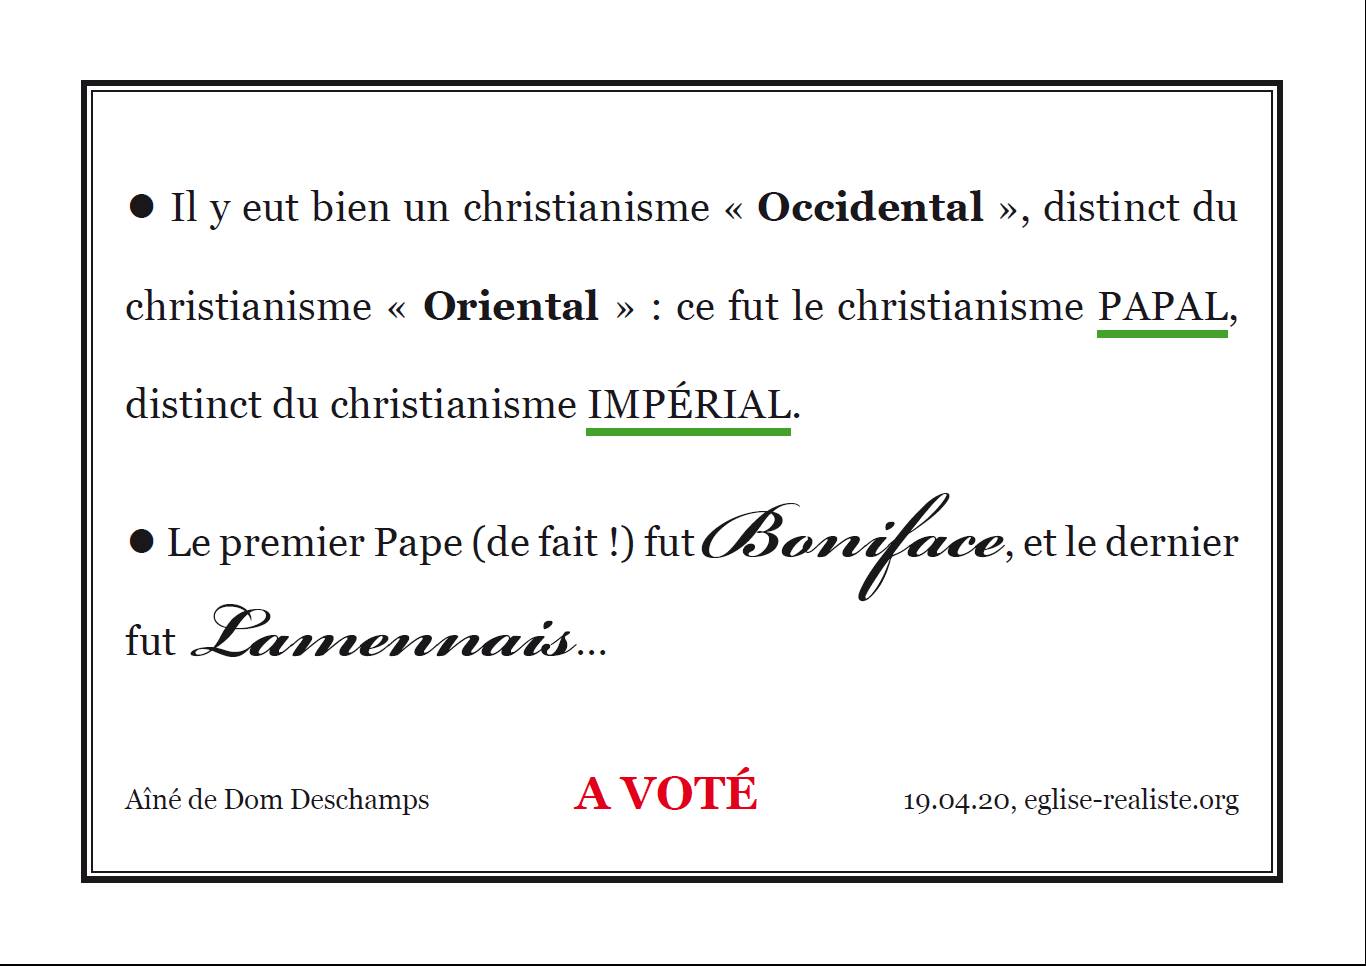 ● Il y eut bien un christianisme « Occidental », distinct du
christianisme « Oriental » : ce fut le christianisme PAPAL,
distinct du christianisme IMPÉRIAL.
● Le premier Pape (de fait !) fut Boniface, et le dernier
fut Lamennais...
Aîné de Dom Deschamps A VOTÉ 19.04.20, eglise-realiste.org